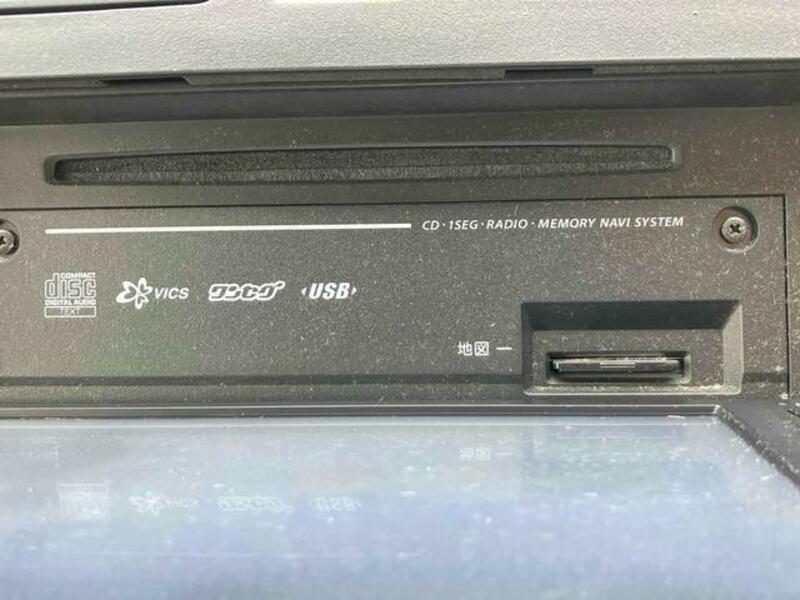 CD · 1SEG · RADIO · MEMORY NAVI SYSTEM
COMPACT
disc
DIGITAL AUDIO
TEXT
VICS
ワンセグ
USB
地図